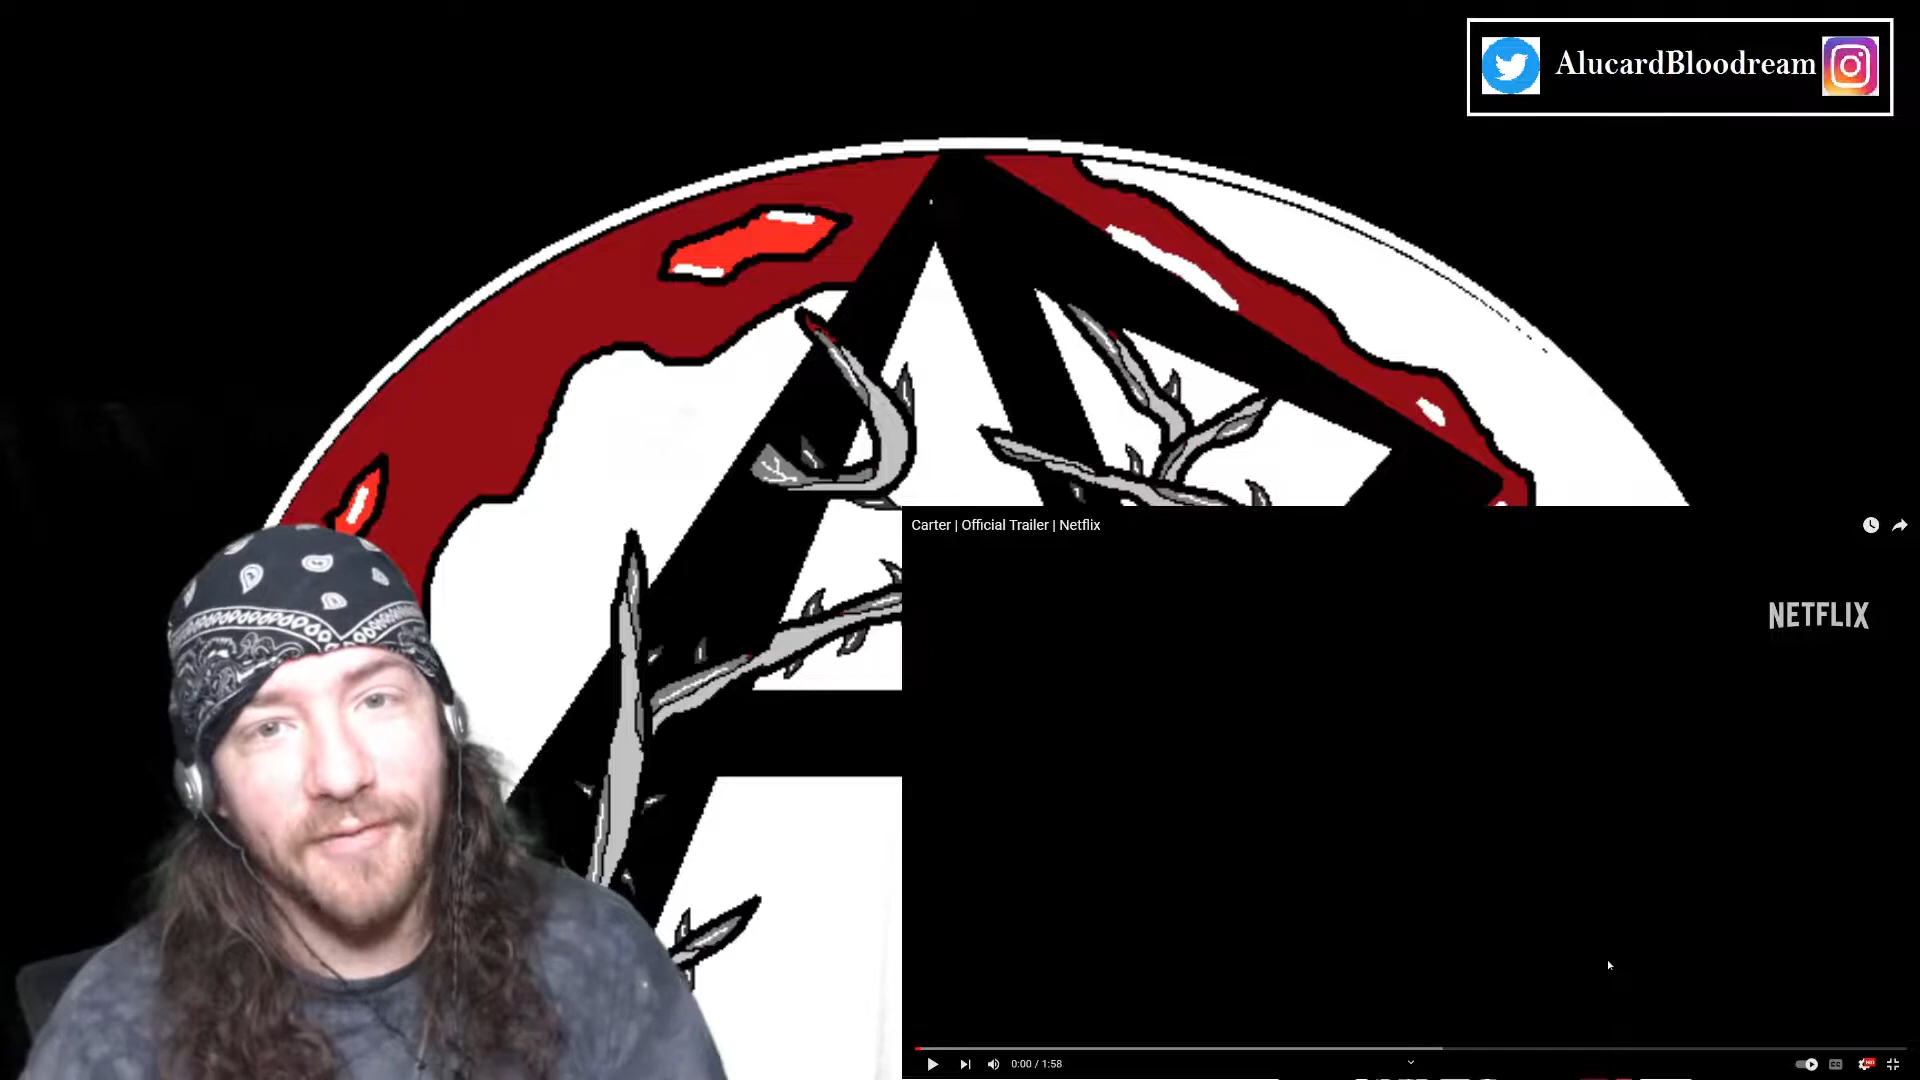 AlucardBloodream
Carter | Official Trailer | Netflix
NETFLIX
0:00 / 1:58